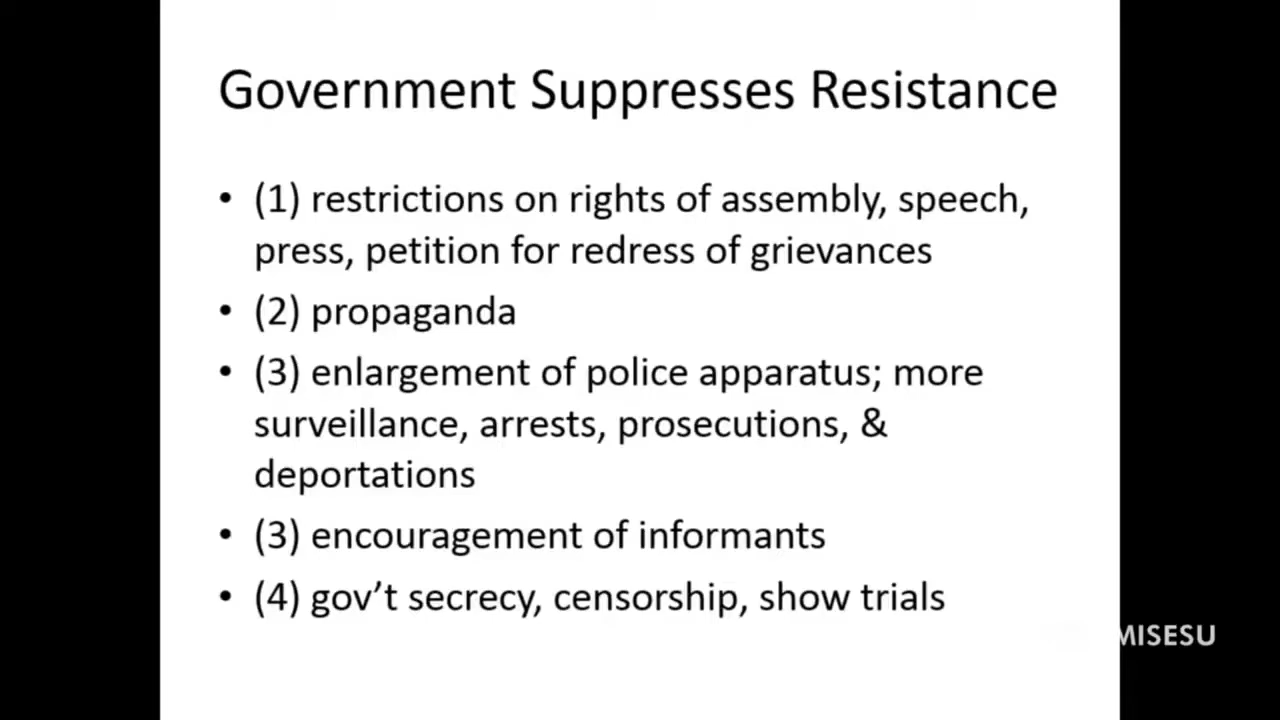 Government Suppresses Resistance
• (1) restrictions on rights of assembly, speech,
press, petition for redress of grievances
• (2) propaganda
• (3) enlargement of police apparatus; more
surveillance, arrests, prosecutions, &
deportations
• (3) encouragement of informants
• (4) gov’t secrecy, censorship, show trials
MISESU